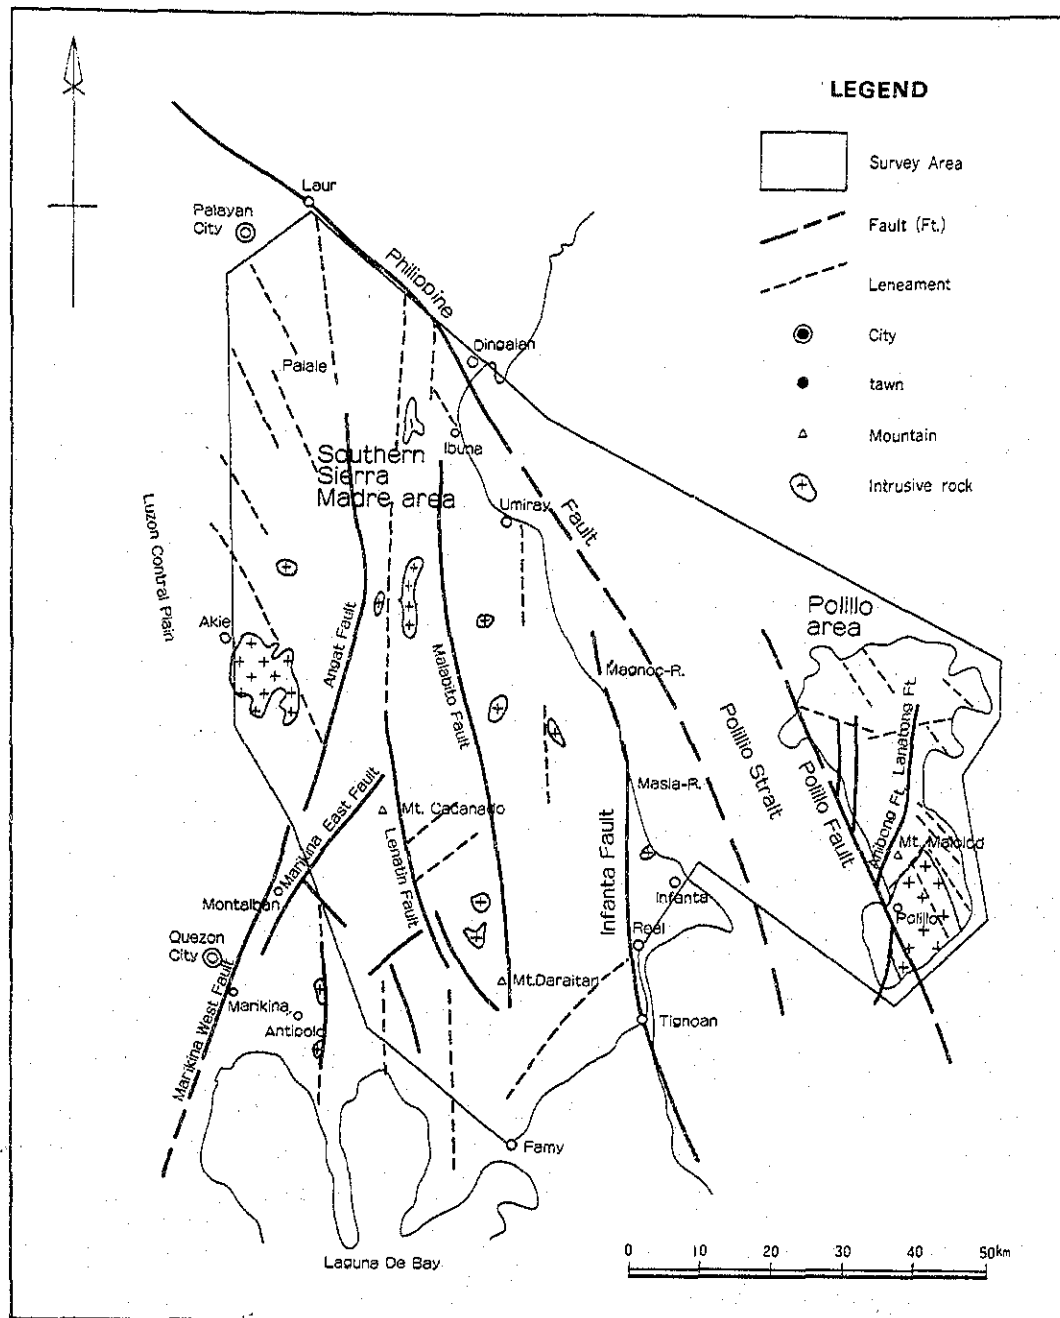 LEGEND
Survey Area
Fault (Ft.)
Leneament
City
tawn
Mountain
Intrusive rock
Laur
Palayan
City
Philippine
Dingalan
Palale
Ibuna
Southern
Sierra
Madre area
Umiray
Fault
Luzon Contral Plain
Akie
Angat Fault
Malabito Fault
Magnoc-R.
Polillo
area
Polillio Strait
Polillo Fault
Anibong Ft.
Lanatong Ft.
Masla-R.
Mt. Cacanado
Marikina East Fault
Lenatin Fault
Infanta Fault
Mt. Malolod
Montalban
Infanta
Polillo
Quezon
City
Real
Mt.Daraitan
Marikina
Marikina West Fault
Antipolo
Tignoan
Famy
Laguna De Bay
0 10 20 30 40 50km